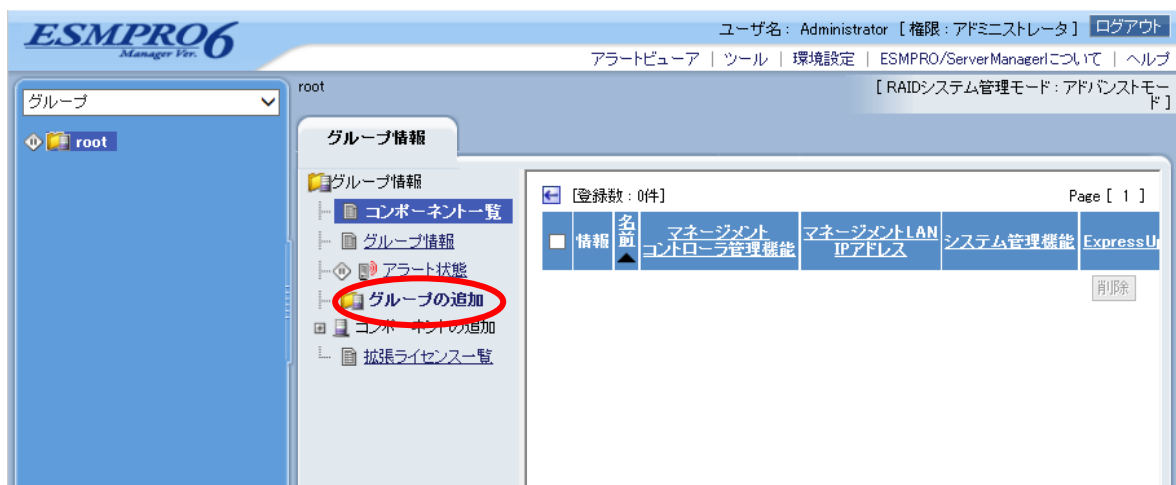 ESMPRO6
Manager Ver.
ユーザ名: Administrator [ 権限 : アドミニストレータ ] ログアウト
アラートビューア | ツール | 環境設定 | ESMPRO/ServerManagerについて | ヘルプ
グループ
root
root
[ RAIDシステム管理モード : アドバンストモード ]
グループ情報
グループ情報
コンポーネント一覧
グループ情報
アラート状態
グループの追加
コンポーネントの追加
拡張ライセンス一覧
[登録数 : 0件]
Page [ 1 ]
情報
名前
マネージメント
コントローラ管理機能
マネージメントLAN
IPアドレス
システム管理機能
ExpressU
削除